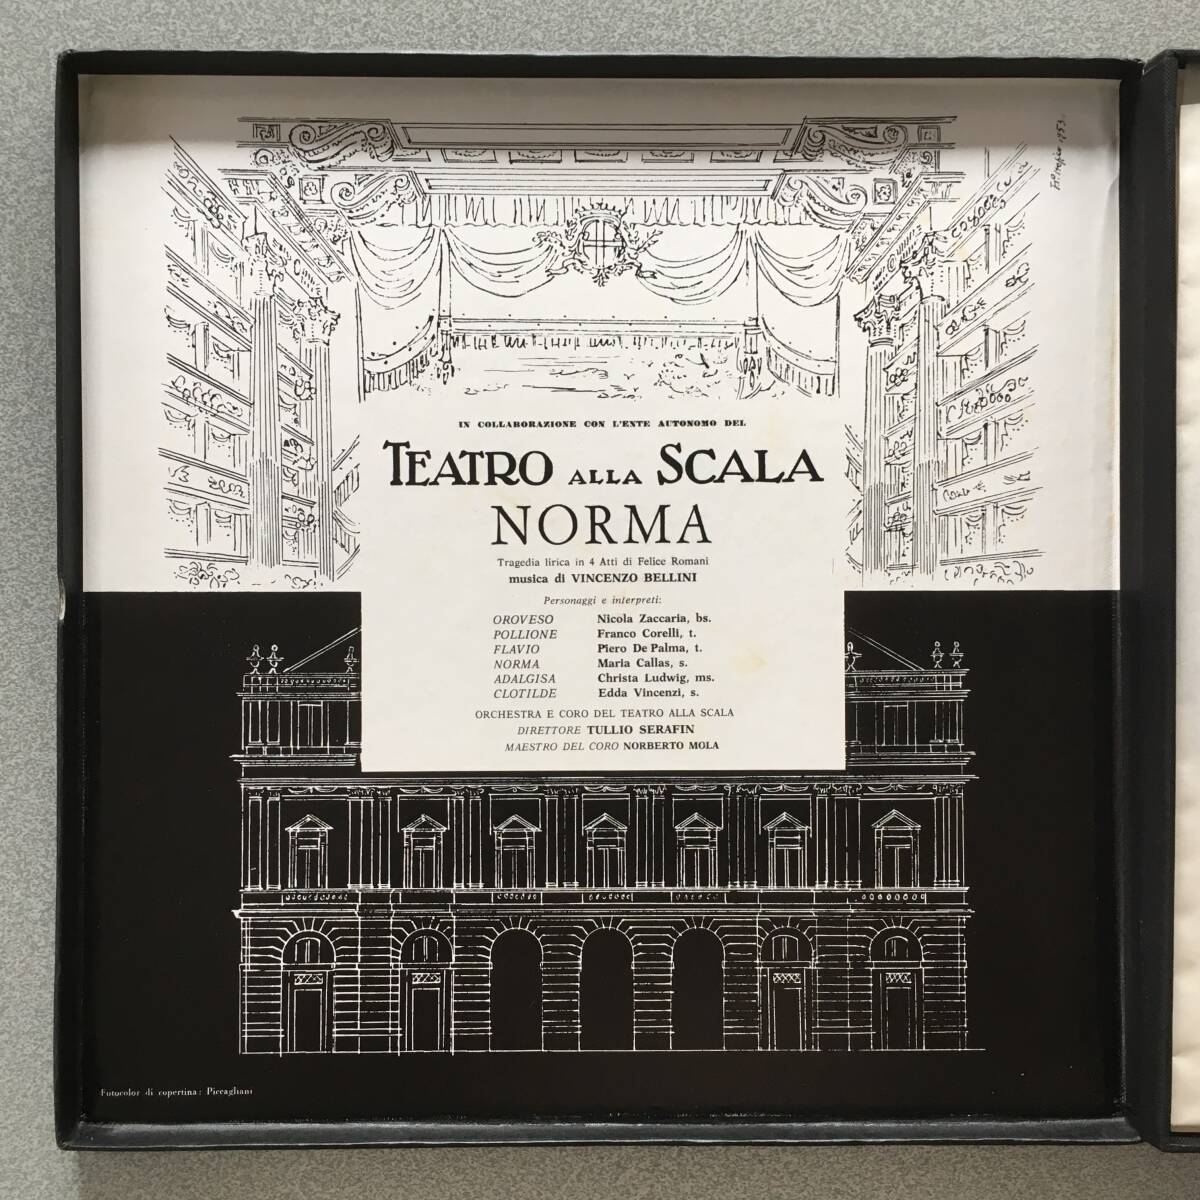 IN COLLABORAZIONE CON L'ENTE AUTONOMO DEL
TEATRO ALLA SCALA
NORMA
Tragedia lirica in 4 Atti di Felice Romani
musica di VINCENZO BELLINI
Personaggi e interpreti:
OROVESO Nicola Zaccaria, bs.
POLLIONE Franco Corelli, t.
FLAVIO Piero De Palma, t.
NORMA Maria Callas, s.
ADALGISA Christa Ludwig, ms.
CLOTILDE Edda Vincenzi, s.
ORCHESTRA E CORO DEL TEATRO ALLA SCALA
DIRETTORE TULLIO SERAFIN
MAESTRO DEL CORO NORBERTO MOLA
Fotocolor di copertina: Piccagliani